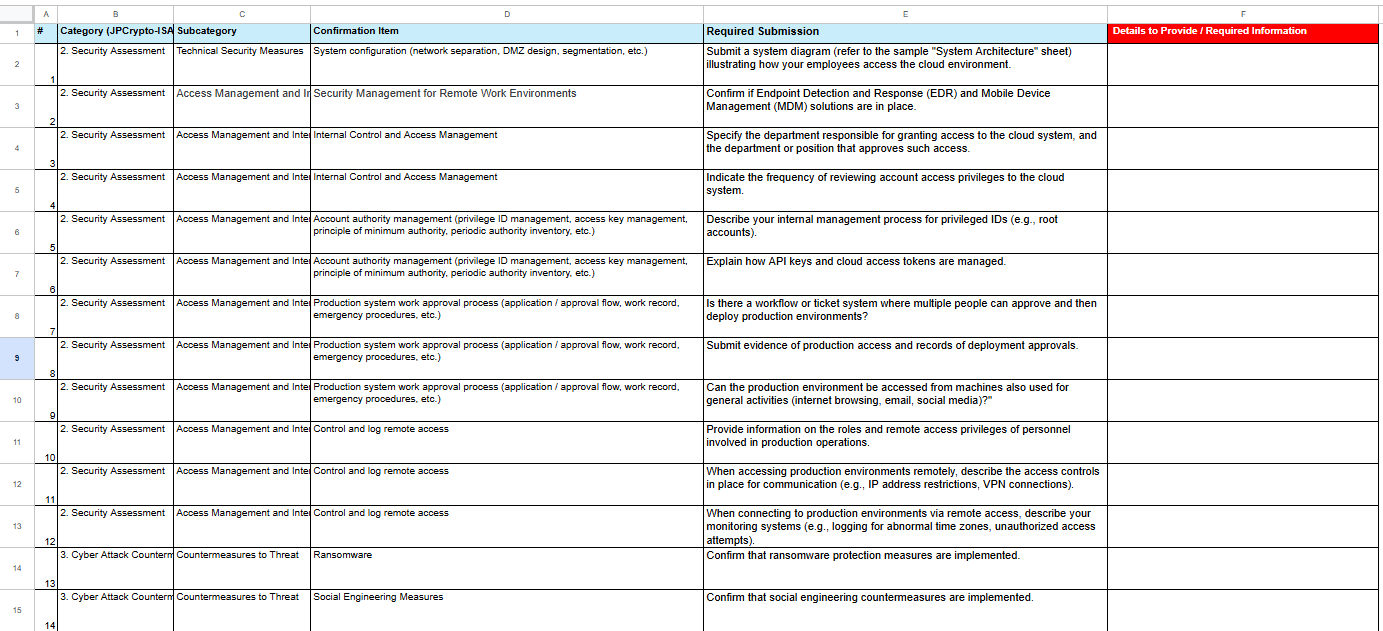 A B C D E F
1 # Category (JPCrypto-ISA Subcategory Confirmation Item Required Submission Details to Provide / Required Information
2 1 2. Security Assessment Technical Security Measures System configuration (network separation, DMZ design, segmentation, etc.) Submit a system diagram (refer to the sample "System Architecture" sheet)
illustrating how your employees access the cloud environment.
3 2 2. Security Assessment Access Management and Ir Security Management for Remote Work Environments Confirm if Endpoint Detection and Response (EDR) and Mobile Device
Management (MDM) solutions are in place.
4 3 2. Security Assessment Access Management and Inte Internal Control and Access Management Specify the department responsible for granting access to the cloud system, and
the department or position that approves such access.
5 4 2. Security Assessment Access Management and Inte Internal Control and Access Management Indicate the frequency of reviewing account access privileges to the cloud
system.
6 5 2. Security Assessment Access Management and Inte Account authority management (privilege ID management, access key management, Describe your internal management process for privileged IDs (e.g., root
principle of minimum authority, periodic authority inventory, etc.) accounts).
7 6 2. Security Assessment Access Management and Inte Account authority management (privilege ID management, access key management, Explain how API keys and cloud access tokens are managed.
principle of minimum authority, periodic authority inventory, etc.)
8 7 2. Security Assessment Access Management and Inte Production system work approval process (application / approval flow, work record, Is there a workflow or ticket system where multiple people can approve and then
emergency procedures, etc.) deploy production environments?
9 8 2. Security Assessment Access Management and Inte Production system work approval process (application / approval flow, work record, Submit evidence of production access and records of deployment approvals.
emergency procedures, etc.)
10 9 2. Security Assessment Access Management and Inte Production system work approval process (application / approval flow, work record, Can the production environment be accessed from machines also used for
emergency procedures, etc.) general activities (internet browsing, email, social media)?"
11 10 2. Security Assessment Access Management and Inte Control and log remote access Provide information on the roles and remote access privileges of personnel
involved in production operations.
12 11 2. Security Assessment Access Management and Inte Control and log remote access When accessing production environments remotely, describe the access controls
in place for communication (e.g., IP address restrictions, VPN connections).
13 12 2. Security Assessment Access Management and Inte Control and log remote access When connecting to production environments via remote access, describe your
monitoring systems (e.g., logging for abnormal time zones, unauthorized access
attempts).
14 13 3. Cyber Attack Counterm Countermeasures to Threat Ransomware Confirm that ransomware protection measures are implemented.
15 14 3. Cyber Attack Counterm Countermeasures to Threat Social Engineering Measures Confirm that social engineering countermeasures are implemented.